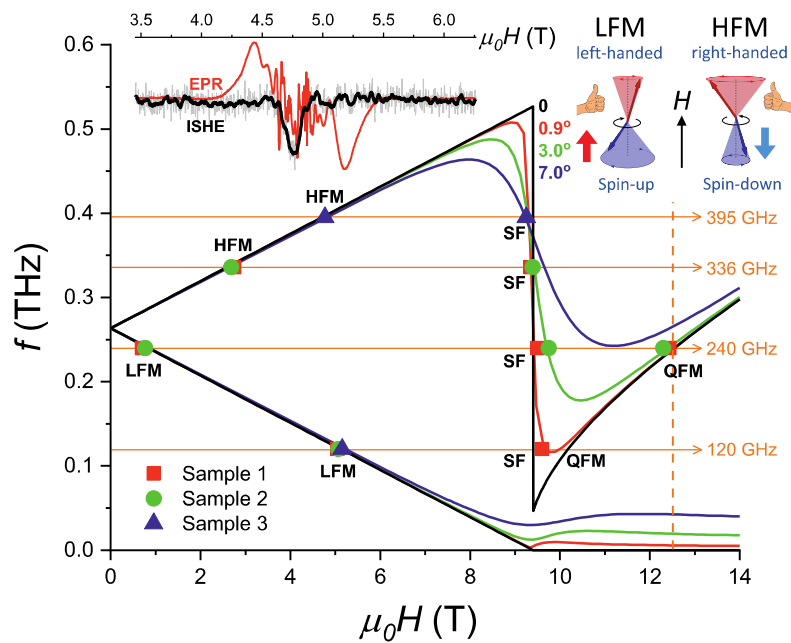 3.5 4.0 4.5 5.0 5.5 6.0
μ₀H (T)
LFM HFM
left-handed right-handed
EPR
ISHE
H
Spin-up Spin-down
0
0.9°
3.0°
7.0°
0.6
0.5
0.4
0.3
0.2
0.1
0.0
f (THz)
HFM
SF
395 GHz
HFM
SF
336 GHz
LFM
SF
QFM
240 GHz
LFM
SF
QFM
120 GHz
Sample 1
Sample 2
Sample 3
0 2 4 6 8 10 12 14
μ₀H (T)